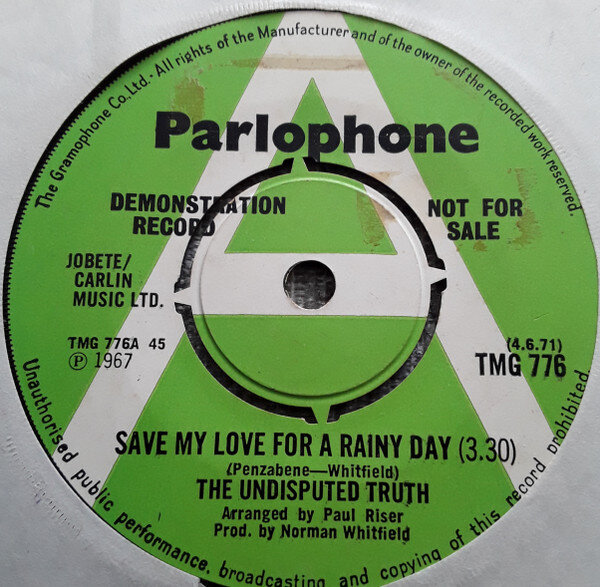 The Gramophone Co. Ltd. · All rights of the Manufacturer and of the owner of the recorded work reserved.
Parlophone
DEMONSTRATION
RECORD
NOT FOR
SALE
JOBETE/
CARLIN
MUSIC LTD.
TMG 776A 45
℗ 1967
(4.6.71)
TMG 776
SAVE MY LOVE FOR A RAINY DAY (3.30)
(Penzabene—Whitfield)
THE UNDISPUTED TRUTH
Arranged by Paul Riser
Prod. by Norman Whitfield
Unauthorised public performance, broadcasting and copying of this record prohibited.